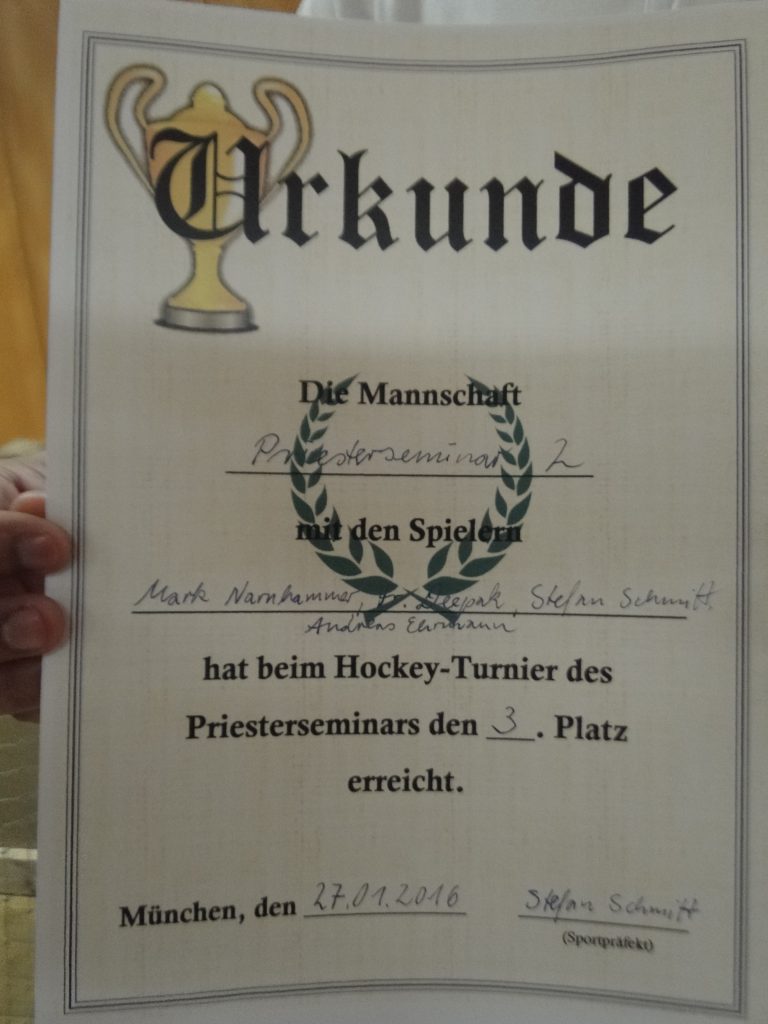 Urkunde
Die Mannschaft
Priesterseminar 2
mit den Spielern
Mark Narnhammer, Fr. Deepak, Stefan Schmitt
Andreas Ehrmann
hat beim Hockey-Turnier des
Priesterseminars den 3. Platz
erreicht.
München, den 27.01.2016 Stefan Schmitt
(Sportpräfekt)